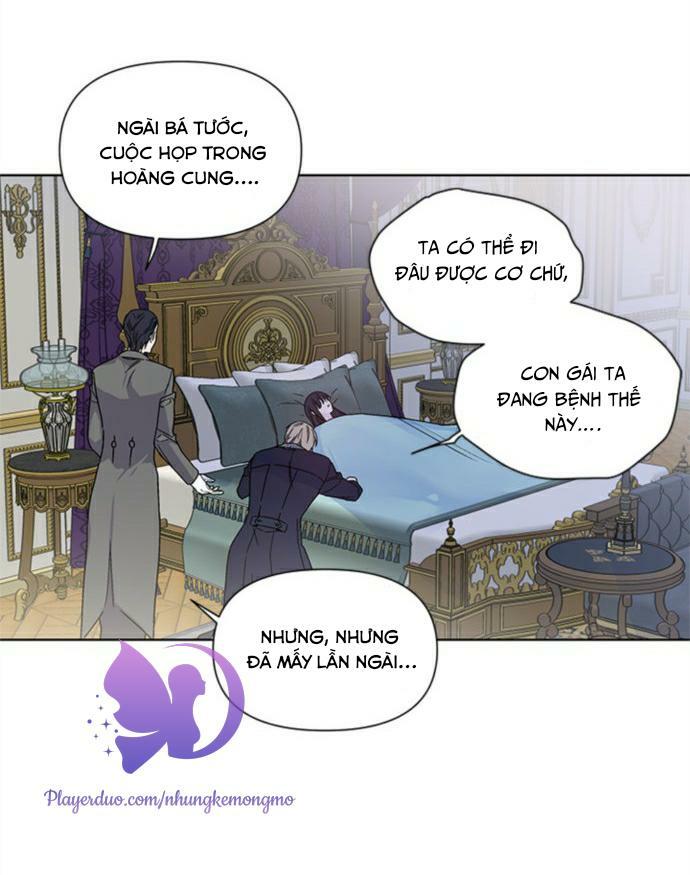 NGÀI BÁ TƯỚC,
CUỘC HỌP TRONG
HOÀNG CUNG....
TA CÓ THỂ ĐI
ĐÂU ĐƯỢC CƠ CHỨ,
CON GÁI TA
ĐANG BỆNH THẾ
NÀY....
NHƯNG, NHƯNG
ĐÃ MẤY LẦN NGÀI...
Playerduo.com/nhungkemongmo